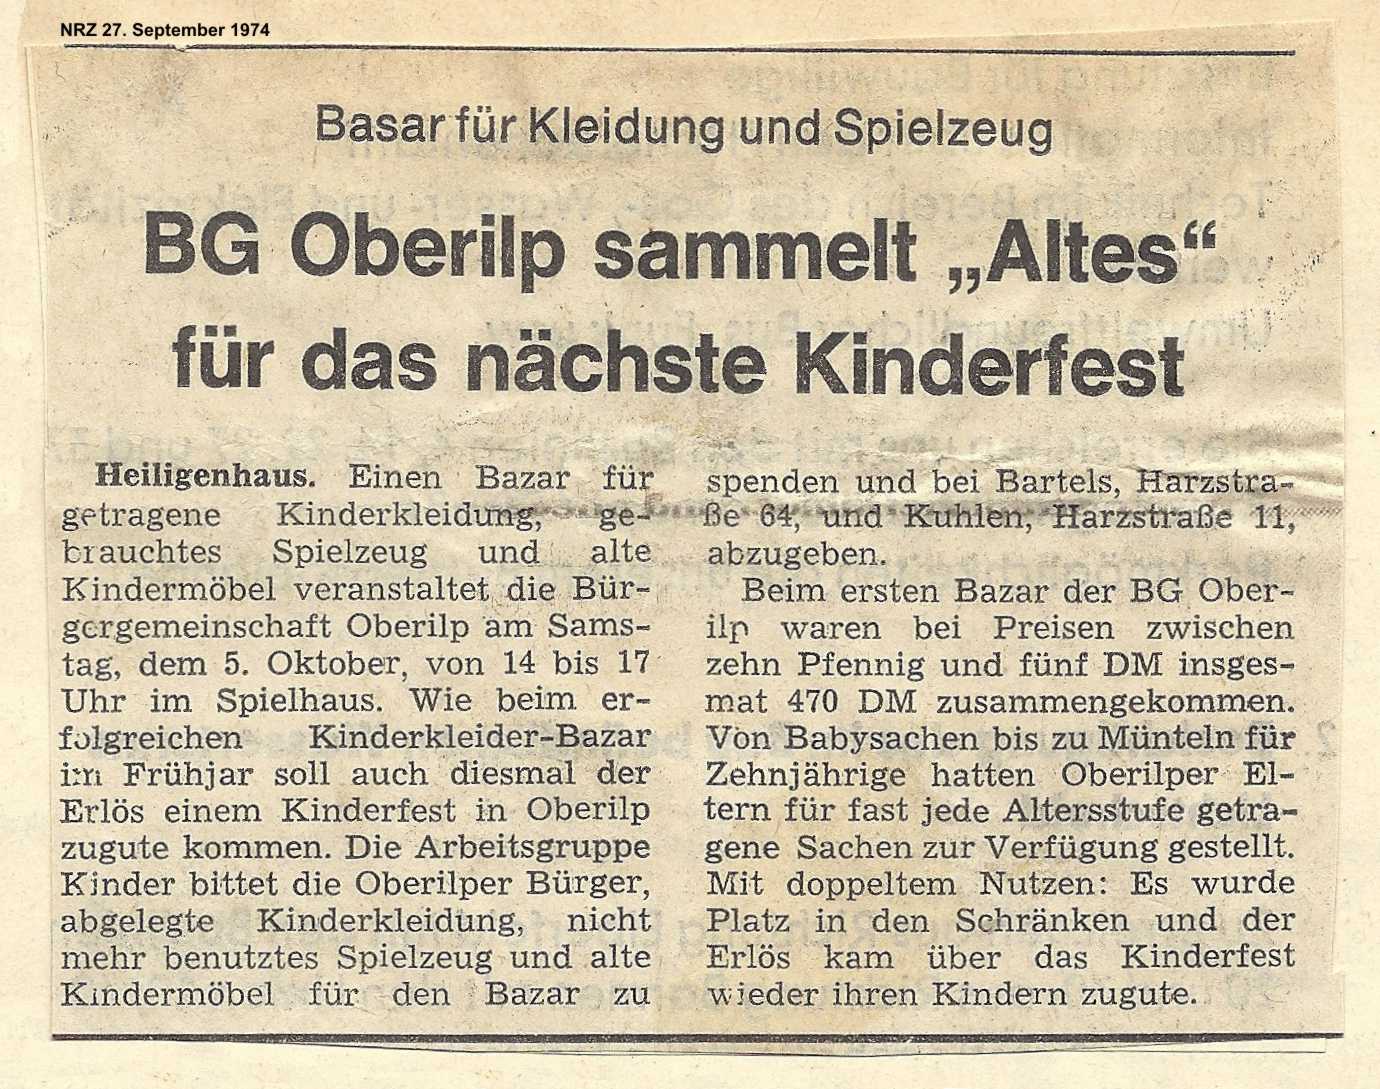 NRZ 27. September 1974
Basar für Kleidung und Spielzeug
BG Oberilp sammelt „Altes“
für das nächste Kinderfest
Heiligenhaus. Einen Bazar für
getragene Kinderkleidung, ge-
brauchtes Spielzeug und alte
Kindermöbel veranstaltet die Bür-
gergemeinschaft Oberilp am Sams-
tag, dem 5. Oktober, von 14 bis 17
Uhr im Spielhaus. Wie beim er-
folgreichen Kinderkleider-Bazar
im Frühjar soll auch diesmal der
Erlös einem Kinderfest in Oberilp
zugute kommen. Die Arbeitsgruppe
Kinder bittet die Oberilper Bürger,
abgelegte Kinderkleidung, nicht
mehr benutztes Spielzeug und alte
Kindermöbel für den Bazar zu
spenden und bei Bartels, Harzstra-
ße 64, und Kuhlen, Harzstraße 11,
abzugeben.
Beim ersten Bazar der BG Ober-
ilp waren bei Preisen zwischen
zehn Pfennig und fünf DM insges-
mat 470 DM zusammengekommen.
Von Babysachen bis zu Münteln für
Zehnjährige hatten Oberilper El-
tern für fast jede Altersstufe getra-
gene Sachen zur Verfügung gestellt.
Mit doppeltem Nutzen: Es wurde
Platz in den Schränken und der
Erlös kam über das Kinderfest
wieder ihren Kindern zugute.